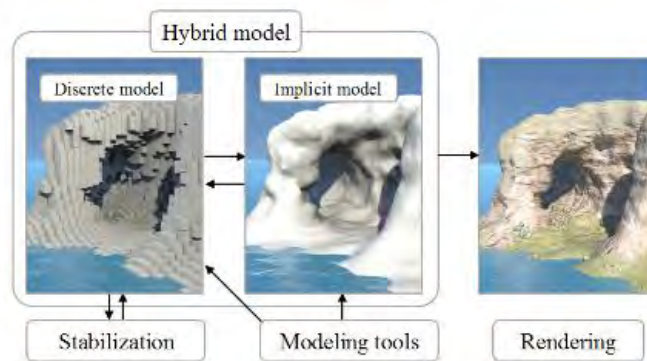 Hybrid model
Discrete model
Implicit model
Stabilization
Modeling tools
Rendering